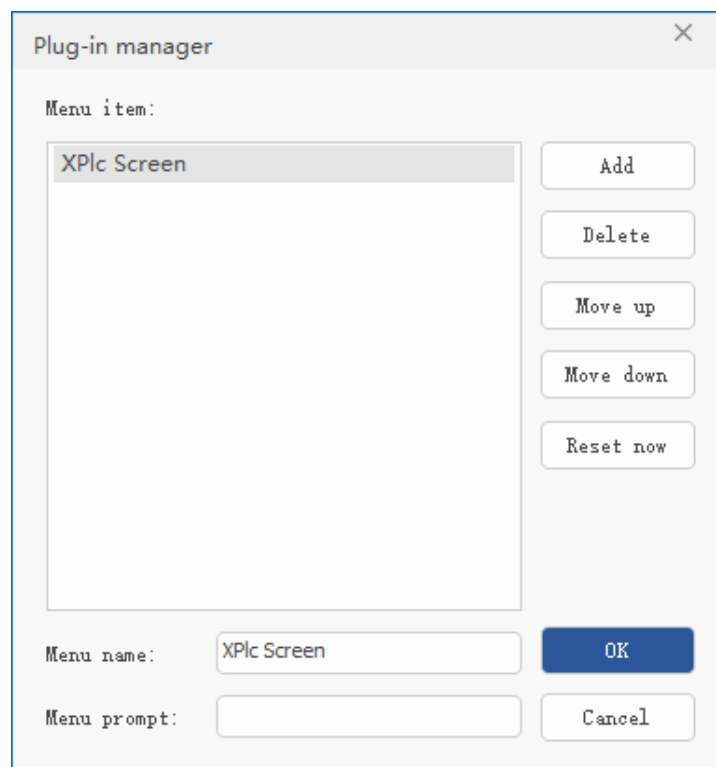 Plug-in manager
Menu item:
XPlc Screen
Add
Delete
Move up
Move down
Reset now
Menu name:
XPlc Screen
OK
Menu prompt:
Cancel